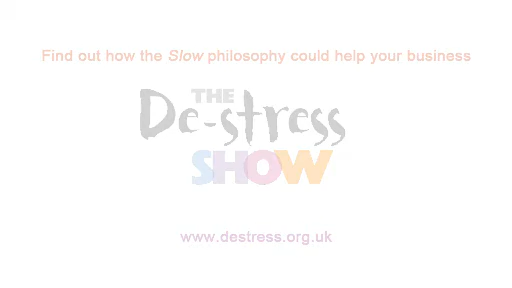 Find out how the Slow philosophy could help your business
THE
De-stress
SHOW
www.destress.org.uk